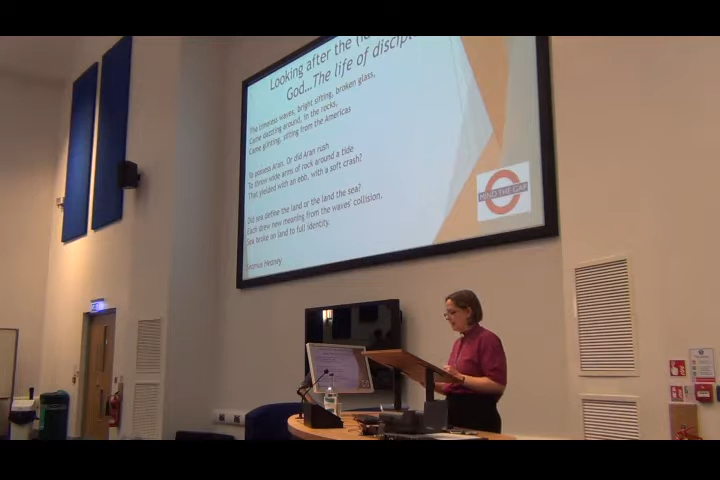 Looking after the
God...The life of
The timeless waves, bright sifting, broken glass,
Came dazzling around, in the rocks,
Came glinting, sifting from the Americas
To possess Aran. Or did Aran rush
To throw wide arms of rock around a tide
That yielded with an ebb, with a soft crash?
Did sea define the land or the land the sea?
Each drew new meaning from the waves' collision.
Sea broke on land to full identity.
Seamus Heaney
MIND THE GAP